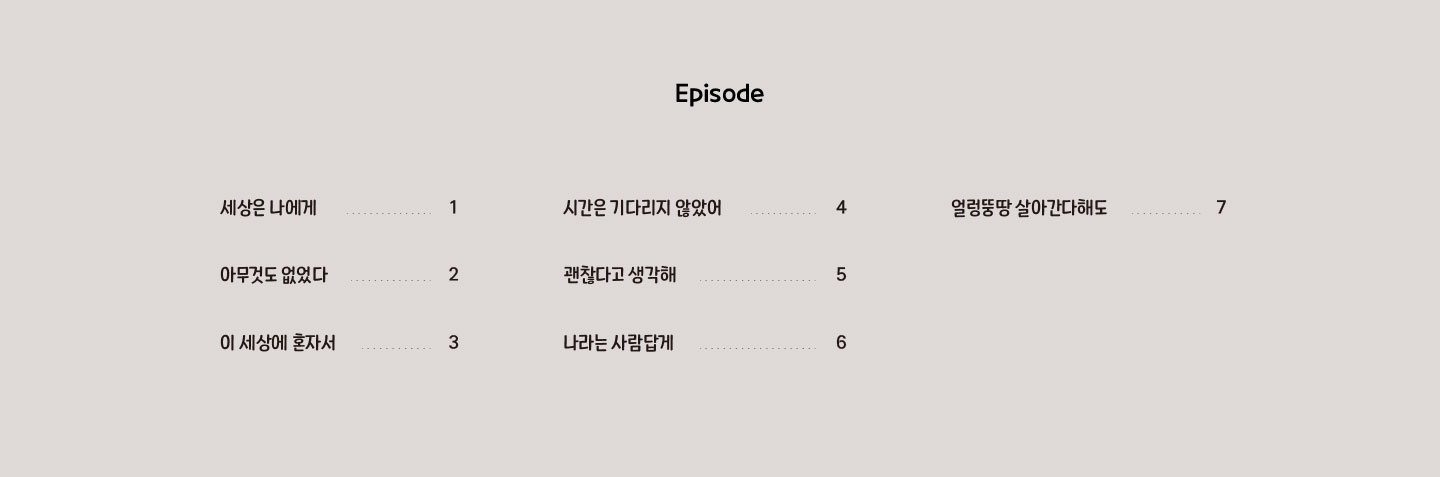 Episode
세상은 나에게 1
아무것도 없었다 2
이 세상에 혼자서 3
시간은 기다리지 않았어 4
괜찮다고 생각해 5
나라는 사람답게 6
얼렁뚱땅 살아간다해도 7